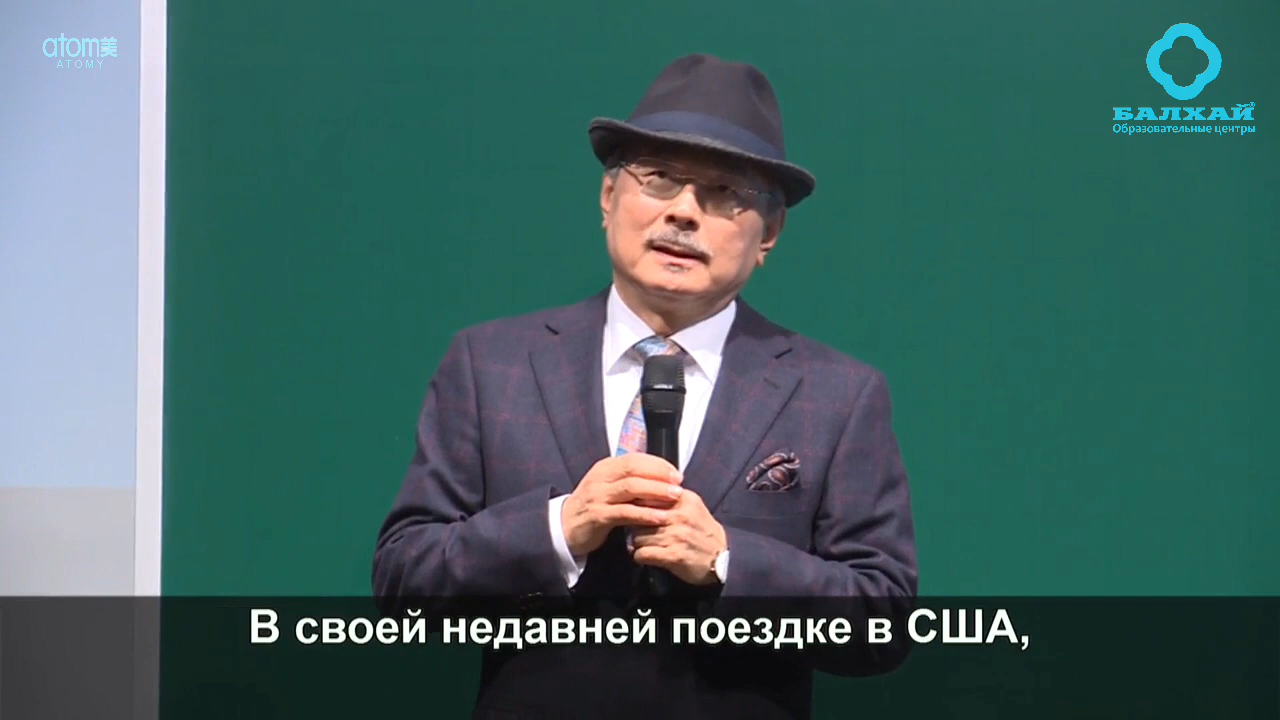 atom美
ATOMY
БАЛХАЙ®
Образовательные центры
В своей недавней поездке в США,